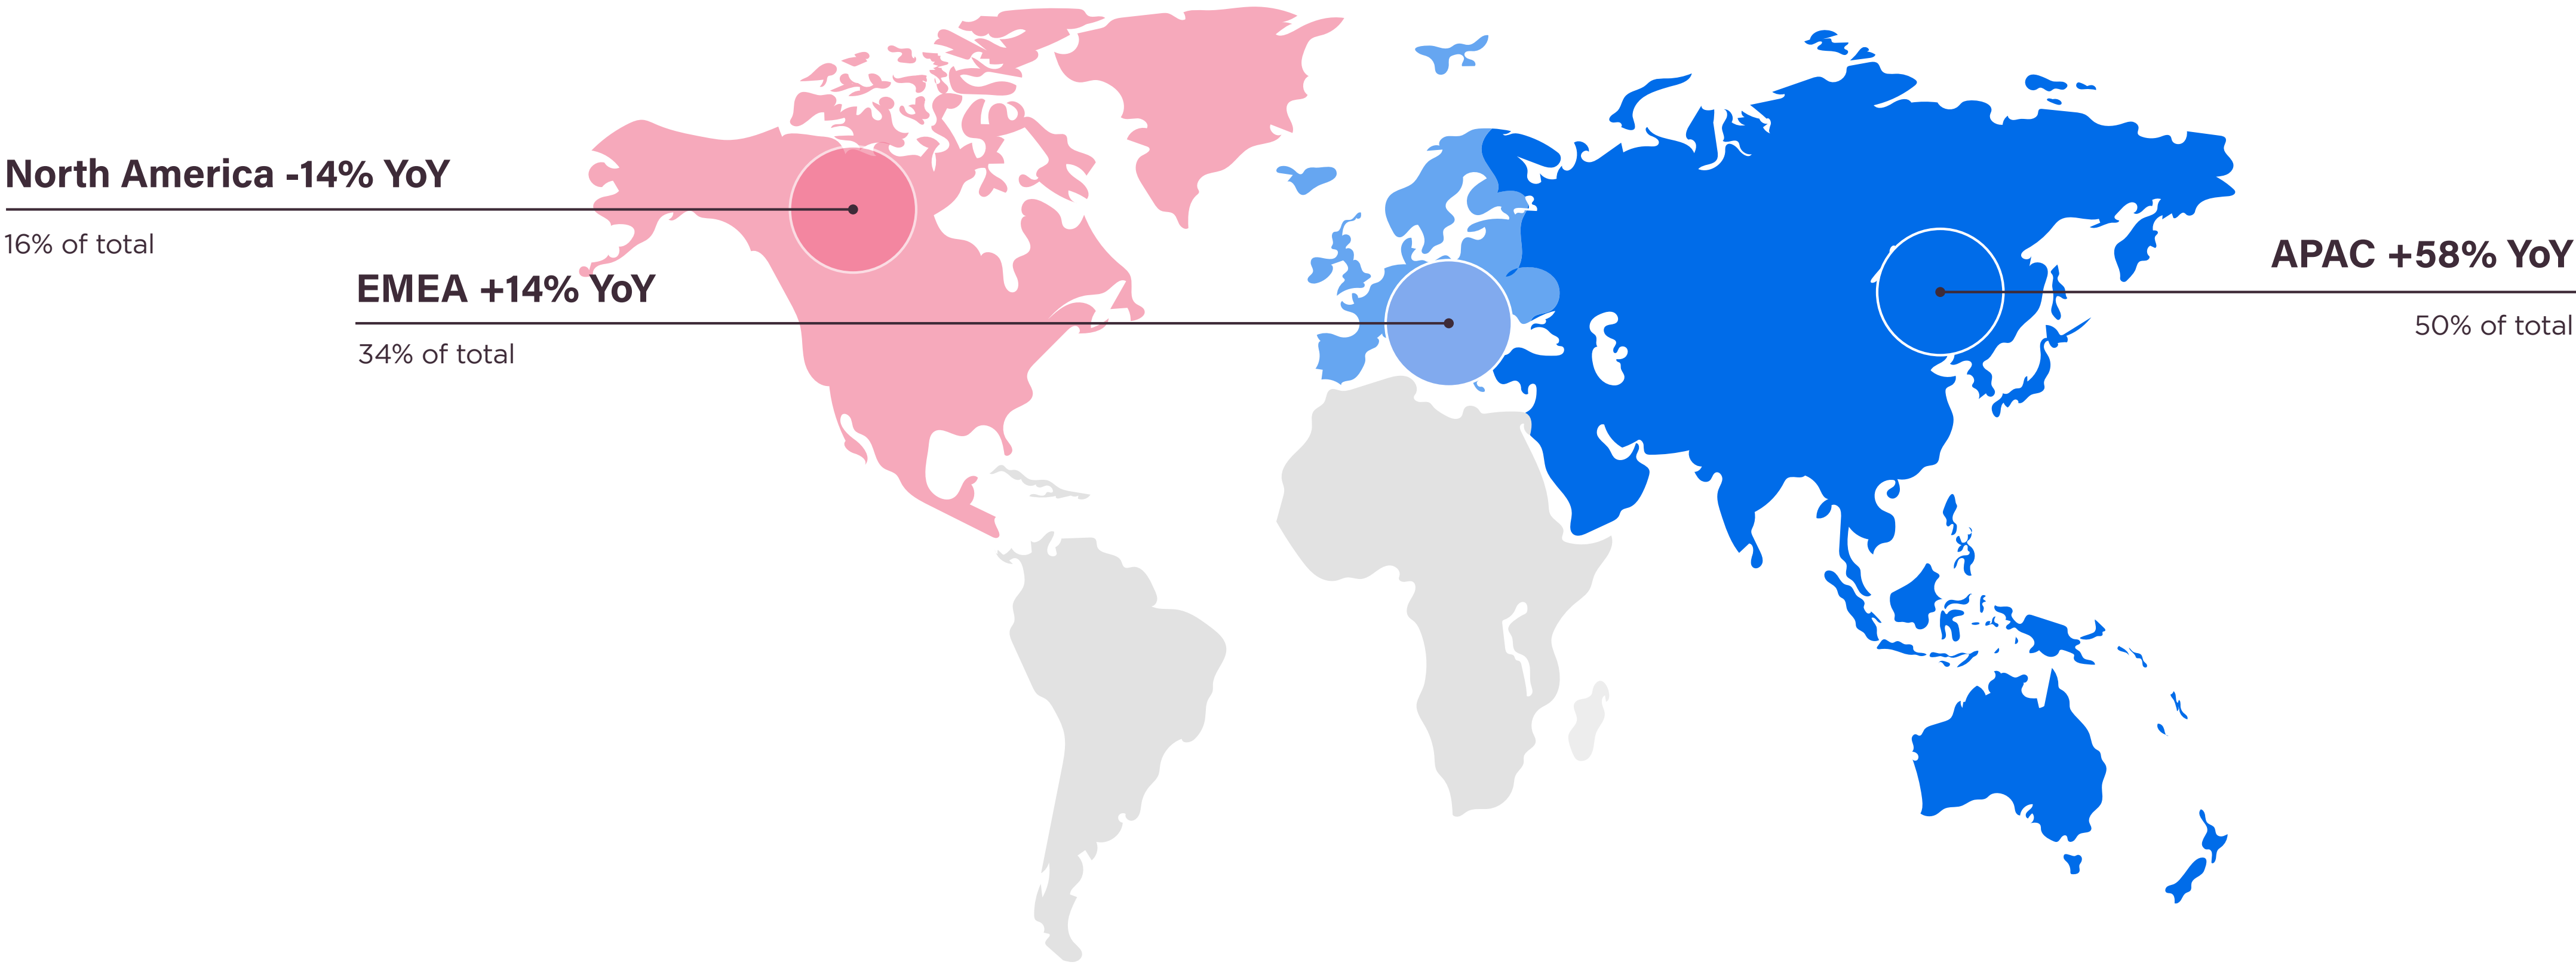 North America -14% YoY
16% of total
EMEA +14% YoY
34% of total
APAC +58% YoY
50% of total